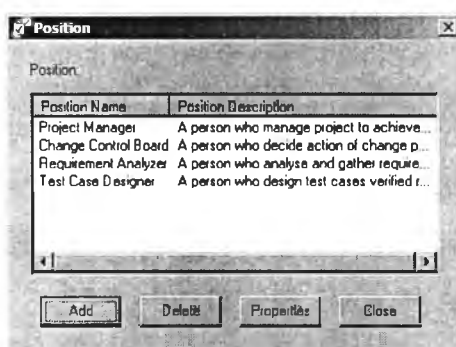 Position
Position:
Position Name Position Description
Project Manager A person who manage project to achieve...
Change Control Board A person who decide action of change p...
Requirement Analyzer A person who analyse and gather require...
Test Case Designer A person who design test cases verified r...
Add Delete Properties Close